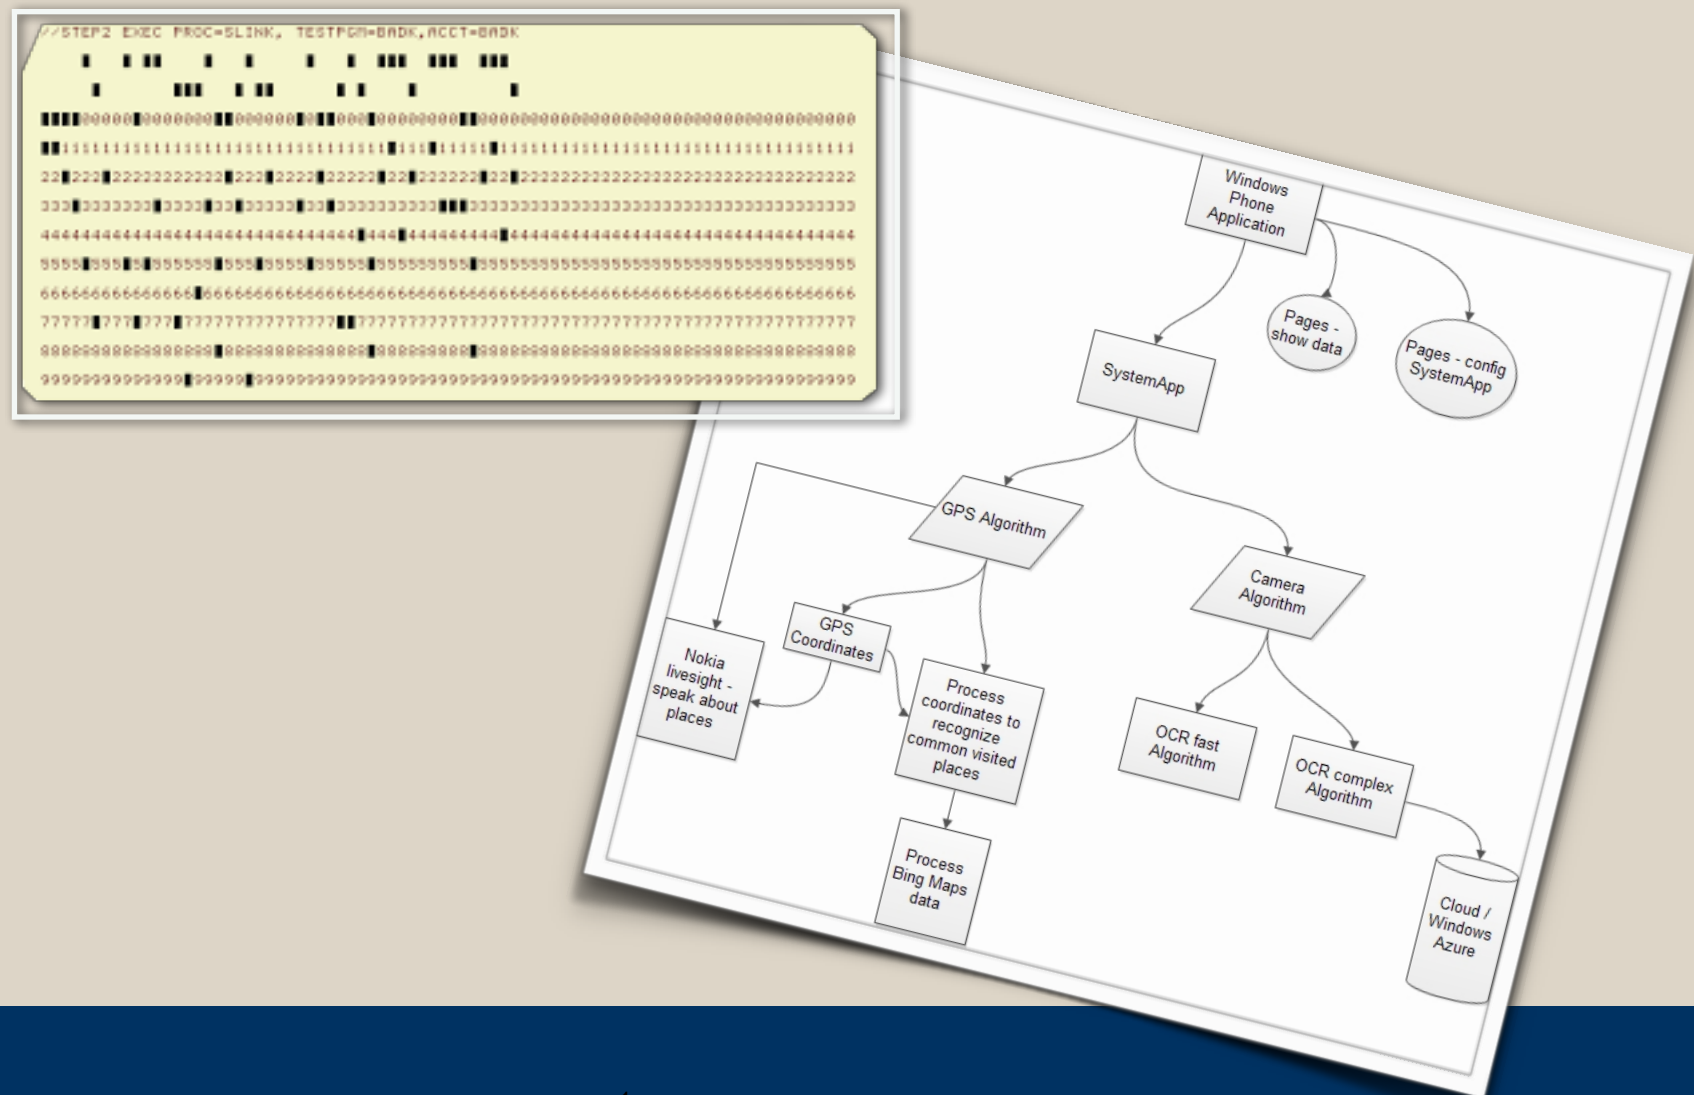 //STEP2 EXEC PROC=SLINK, TESTPGM=BADK,ACCT=BADK
Windows
Phone
Application
Pages -
show data
Pages - config
SystemApp
SystemApp
GPS Algorithm
Camera
Algorithm
GPS
Coordinates
Nokia
livesight -
speak about
places
Process
coordinates to
recognize
common visited
places
OCR fast
Algorithm
OCR complex
Algorithm
Process
Bing Maps
data
Cloud /
Windows
Azure